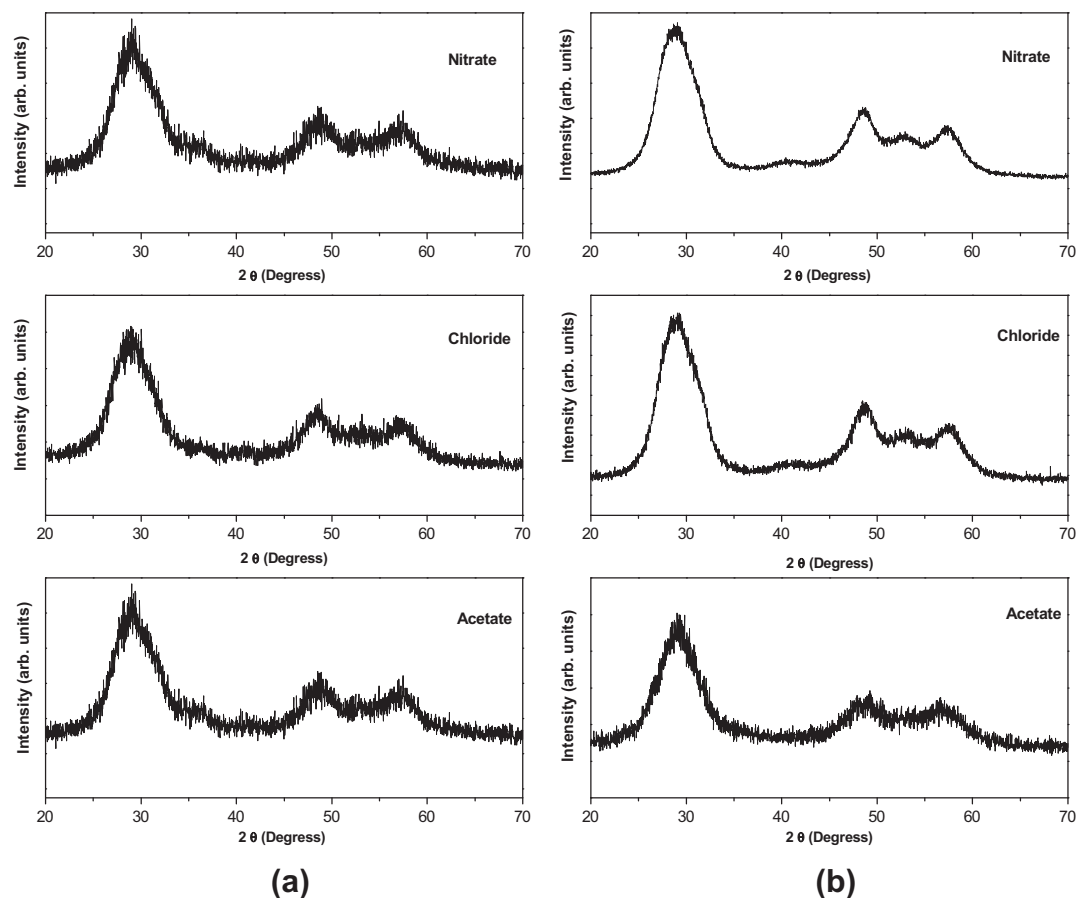 Intensity (arb. units)
Nitrate
20 30 40 50 60 70
2 θ (Degress)
Intensity (arb. units)
Nitrate
20 30 40 50 60 70
2 θ (Degress)
Intensity (arb. units)
Chloride
20 30 40 50 60 70
2 θ (Degress)
Intensity (arb. units)
Chloride
20 30 40 50 60 70
2 θ (Degress)
Intensity (arb. units)
Acetate
20 30 40 50 60 70
2 θ (Degress)
Intensity (arb. units)
Acetate
20 30 40 50 60 70
2 θ (Degress)
(a)
(b)